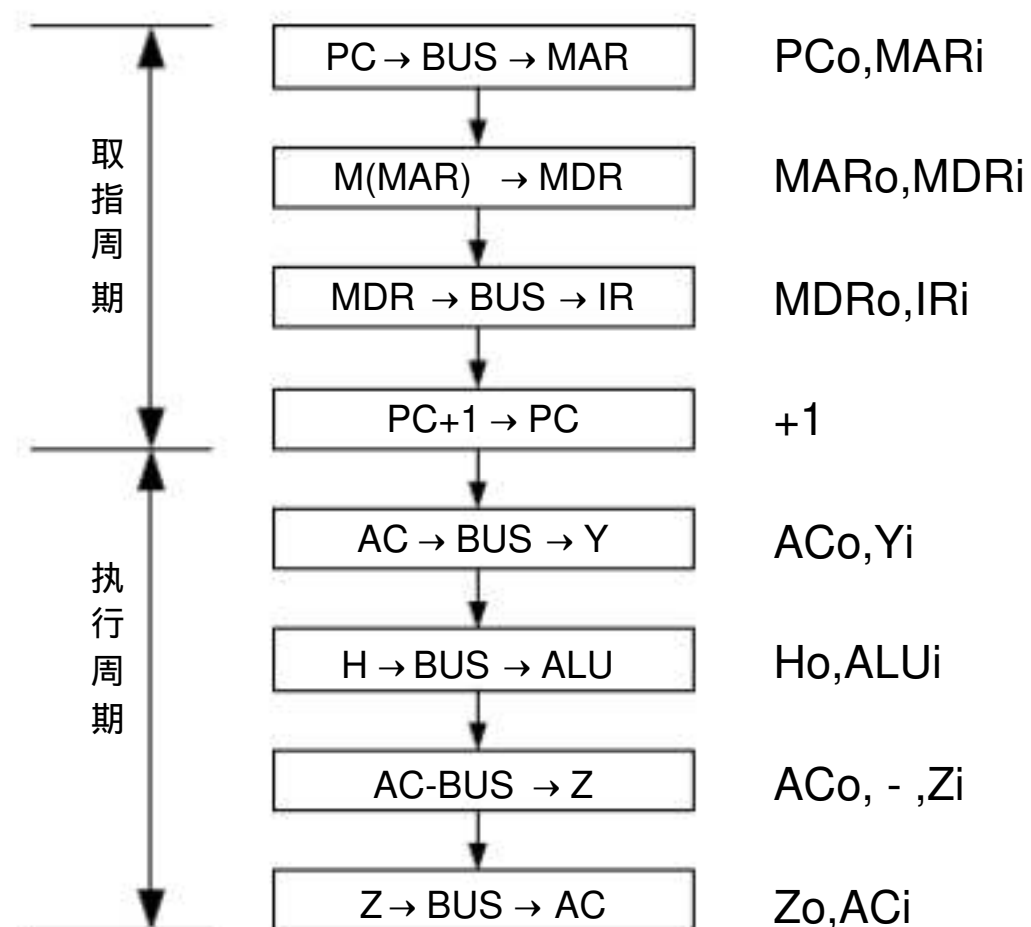 PC → BUS → MAR PCo,MARi
M(MAR) → MDR MARo,MDRi
取指周期
MDR → BUS → IR MDRo,IRi
PC+1 → PC +1
AC → BUS → Y ACo,Yi
执行周期
H → BUS → ALU Ho,ALUi
AC-BUS → Z ACo, - ,Zi
Z → BUS → AC Zo,ACi